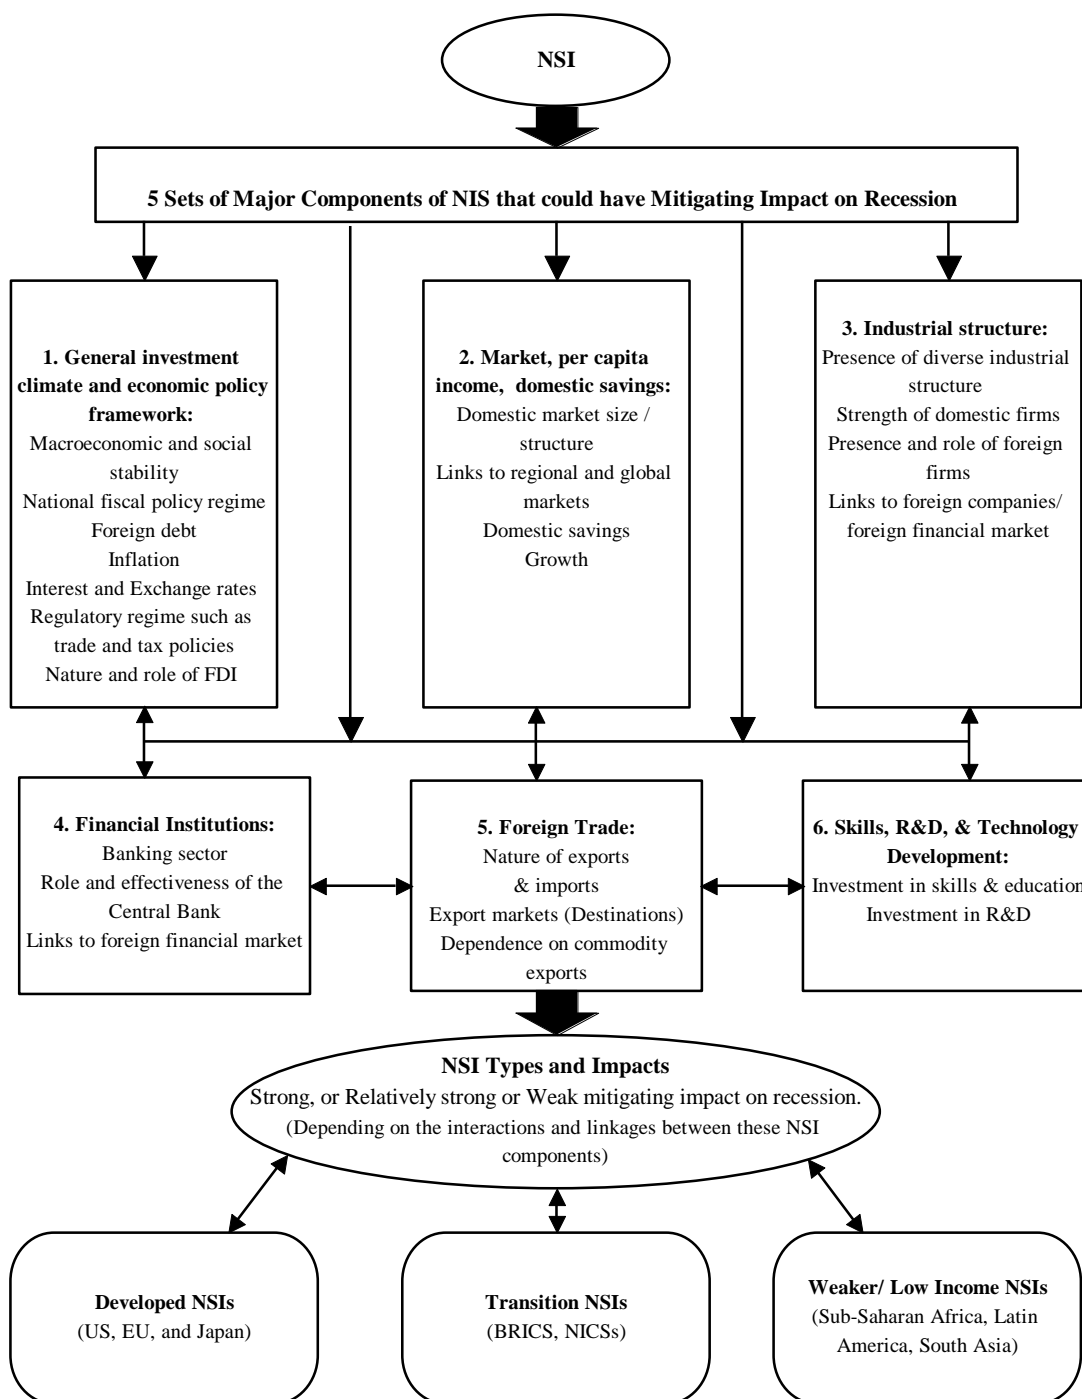 NSI
5 Sets of Major Components of NIS that could have Mitigating Impact on Recession
1. General investment
climate and economic policy
framework:
Macroeconomic and social
stability
National fiscal policy regime
Foreign debt
Inflation
Interest and Exchange rates
Regulatory regime such as
trade and tax policies
Nature and role of FDI
2. Market, per capita
income, domestic savings:
Domestic market size /
structure
Links to regional and global
markets
Domestic savings
Growth
3. Industrial structure:
Presence of diverse industrial
structure
Strength of domestic firms
Presence and role of foreign
firms
Links to foreign companies/
foreign financial market
4. Financial Institutions:
Banking sector
Role and effectiveness of the
Central Bank
Links to foreign financial market
5. Foreign Trade:
Nature of exports
& imports
Export markets (Destinations)
Dependence on commodity
exports
6. Skills, R&D, & Technology
Development:
Investment in skills & education
Investment in R&D
NSI Types and Impacts
Strong, or Relatively strong or Weak mitigating impact on recession.
(Depending on the interactions and linkages between these NSI
components)
Developed NSIs
(US, EU, and Japan)
Transition NSIs
(BRICS, NICSs)
Weaker/ Low Income NSIs
(Sub-Saharan Africa, Latin
America, South Asia)